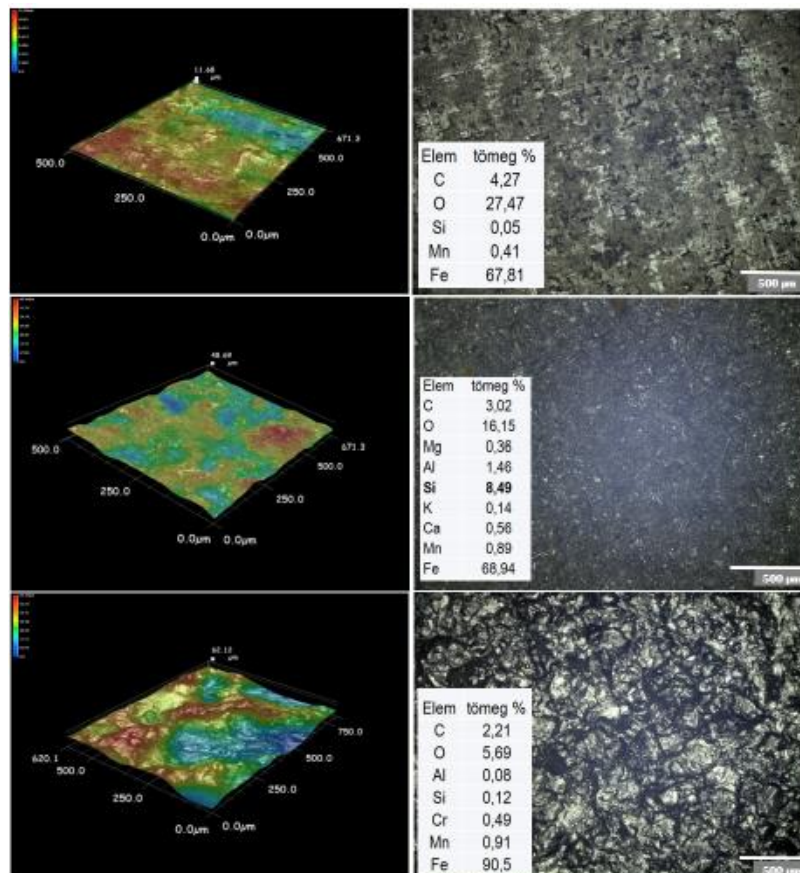 11.68
µm
671.3
500.0
500.0
250.0
250.0
0.0µm
0.0µm
Elem tömeg %
C 4,27
O 27,47
Si 0,05
Mn 0,41
Fe 67,81
500 µm
48.69
µm
671.3
500.0
500.0
250.0
250.0
0.0µm
0.0µm
Elem tömeg %
C 3,02
O 16,15
Mg 0,36
Al 1,46
Si 8,49
K 0,14
Ca 0,56
Mn 0,89
Fe 68,94
500 µm
62.12
µm
750.0
620.1
500.0
500.0
250.0
250.0
0.0µm
0.0µm
Elem tömeg %
C 2,21
O 5,69
Al 0,08
Si 0,12
Cr 0,49
Mn 0,91
Fe 90,5
500 µm